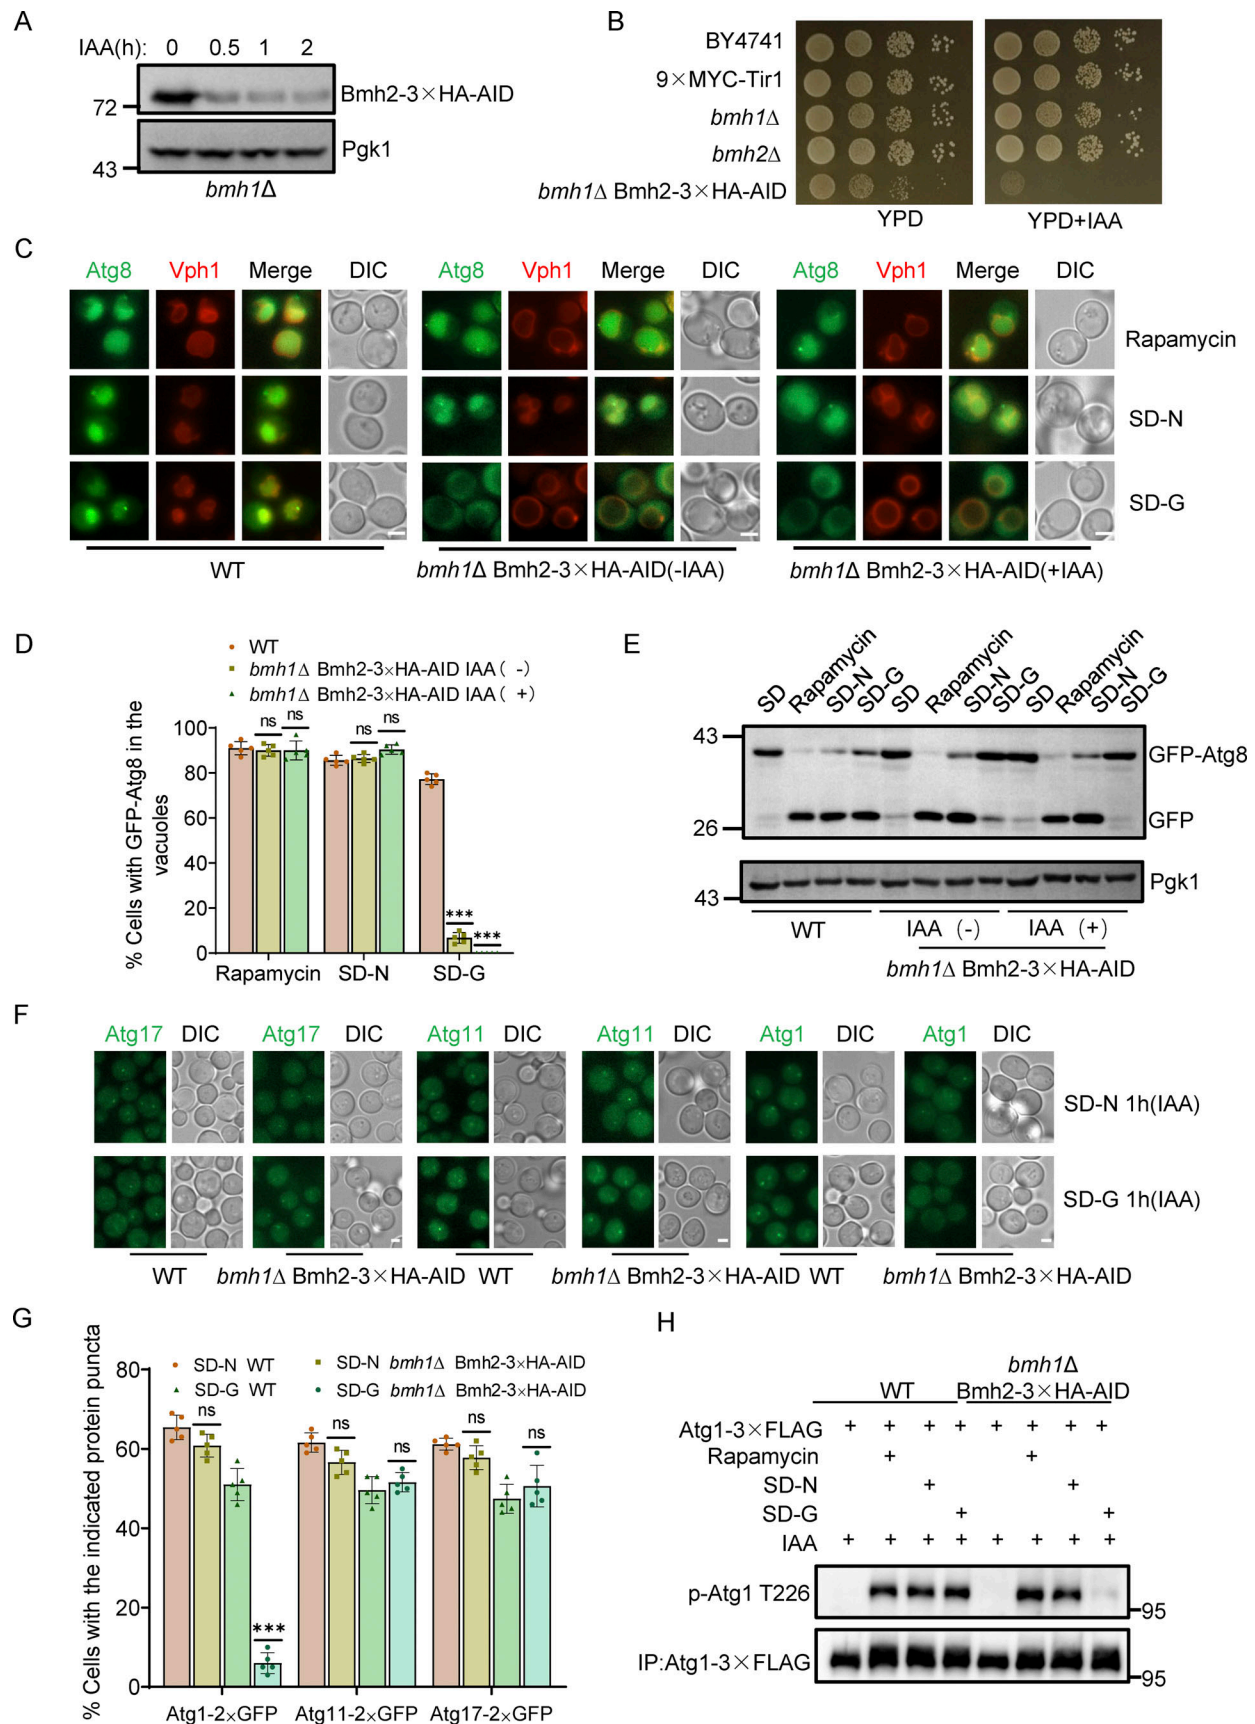 A
IAA(h): 0 0.5 1 2
Bmh2-3×HA-AID
72
Pgk1
43
bmh1Δ
B
BY4741
9×MYC-Tir1
bmh1Δ
bmh2Δ
bmh1Δ Bmh2-3×HA-AID
YPD YPD+IAA
C
Atg8 Vph1 Merge DIC Atg8 Vph1 Merge DIC Atg8 Vph1 Merge DIC
Rapamycin
SD-N
SD-G
WT bmh1Δ Bmh2-3×HA-AID(-IAA) bmh1Δ Bmh2-3×HA-AID(+IAA)
D
WT
bmh1Δ Bmh2-3×HA-AID IAA( -)
bmh1Δ Bmh2-3×HA-AID IAA( +)
% Cells with GFP-Atg8 in the
vacuoles
100
80
60
40
20
0
ns ns ns ns *** ***
Rapamycin SD-N SD-G
E
SD Rapamycin SD-N SD-G SD Rapamycin SD-N SD-G SD Rapamycin SD-N SD-G
43
GFP-Atg8
GFP
26
Pgk1
43
WT IAA (-) IAA (+)
bmh1Δ Bmh2-3×HA-AID
F
Atg17 DIC Atg17 DIC Atg11 DIC Atg11 DIC Atg1 DIC Atg1 DIC
SD-N 1h(IAA)
SD-G 1h(IAA)
WT bmh1Δ Bmh2-3×HA-AID WT bmh1Δ Bmh2-3×HA-AID WT bmh1Δ Bmh2-3×HA-AID
G
% Cells with the indicated protein puncta
SD-N WT SD-N bmh1Δ Bmh2-3×HA-AID
SD-G WT SD-G bmh1Δ Bmh2-3×HA-AID
80
60
40
20
0
ns *** ns ns ns ns
Atg1-2×GFP Atg11-2×GFP Atg17-2×GFP
H
bmh1Δ
WT Bmh2-3×HA-AID
Atg1-3×FLAG + + + + + + + +
Rapamycin + +
SD-N + +
SD-G + +
IAA + + + + + + + +
p-Atg1 T226
95
IP:Atg1-3×FLAG
95